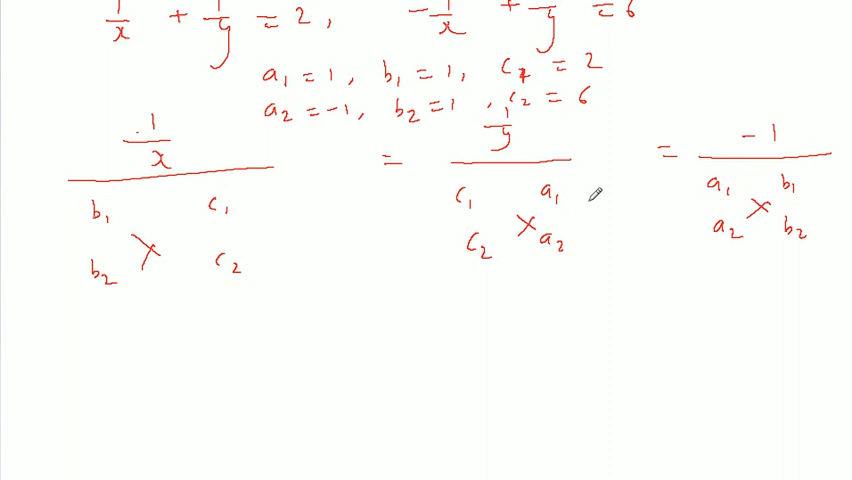 1/x + 1/y = 2, -1/x + 1/y = 6
a₁ = 1, b₁ = 1, c₁ = 2
a₂ = -1, b₂ = 1, c₂ = 6
1/x = 1/y = -1
b₁ c₁ c₁ a₁ a₁ b₁
b₂ c₂ c₂ a₂ a₂ b₂